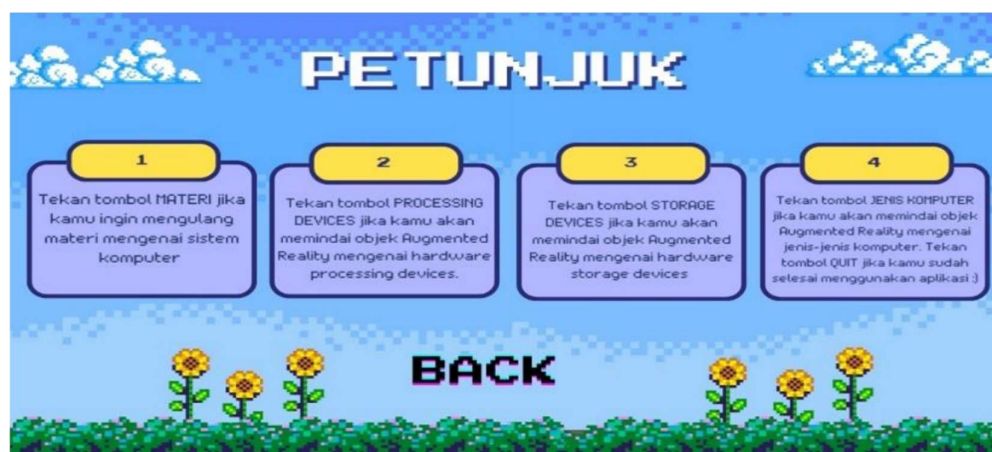 PETUNJUK
1
Tekan tombol MATERI jika
kamu ingin mengulang
materi mengenai sistem
komputer
2
Tekan tombol PROCESSING
DEVICES jika kamu akan
memindai objek Augmented
Reality mengenai hardware
processing devices.
3
Tekan tombol STORAGE
DEVICES jika kamu akan
memindai objek Augmented
Reality mengenai hardware
storage devices
4
Tekan tombol JENIS KOMPUTER
jika kamu akan memindai objek
Augmented Reality mengenai
jenis-jenis komputer. Tekan
tombol QUIT jika kamu sudah
selesai menggunakan aplikasi :)
BACK